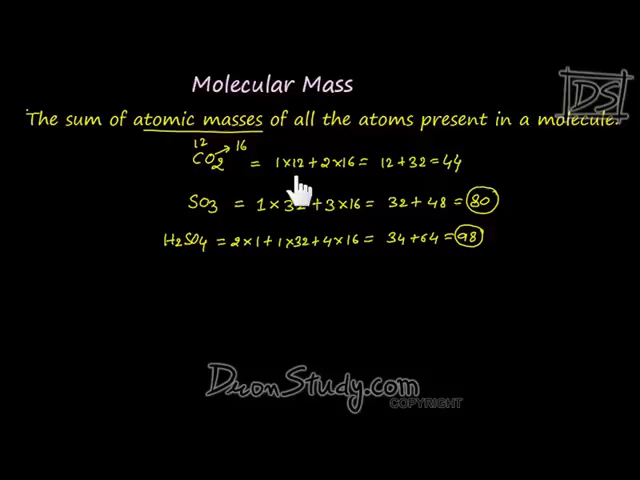 Molecular Mass
DS
The sum of atomic masses of all the atoms present in a molecule.
12 16
CO2 = 1×12+2×16= 12+32=44
SO3 = 1×32+3×16= 32+48=80
H2SO4=2×1+1×32+4×16= 34+64=98
DronStudy.com
COPYRIGHT